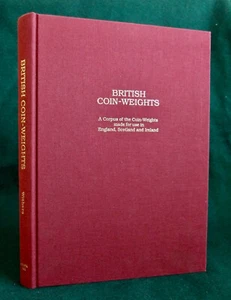 BRITISH
COIN-WEIGHTS
A Corpus of the Coin-Weights
made for use in
England, Scotland and Ireland
BRITISH COIN-WEIGHTS
Withers